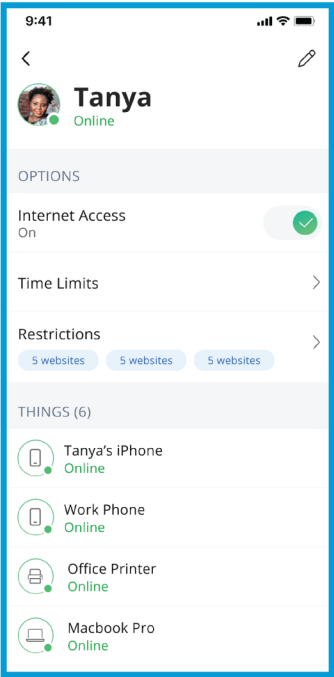 9:41
Tanya
Online
OPTIONS
Internet Access
On
Time Limits
Restrictions
5 websites 5 websites 5 websites
THINGS (6)
Tanya’s iPhone
Online
Work Phone
Online
Office Printer
Online
Macbook Pro
Online